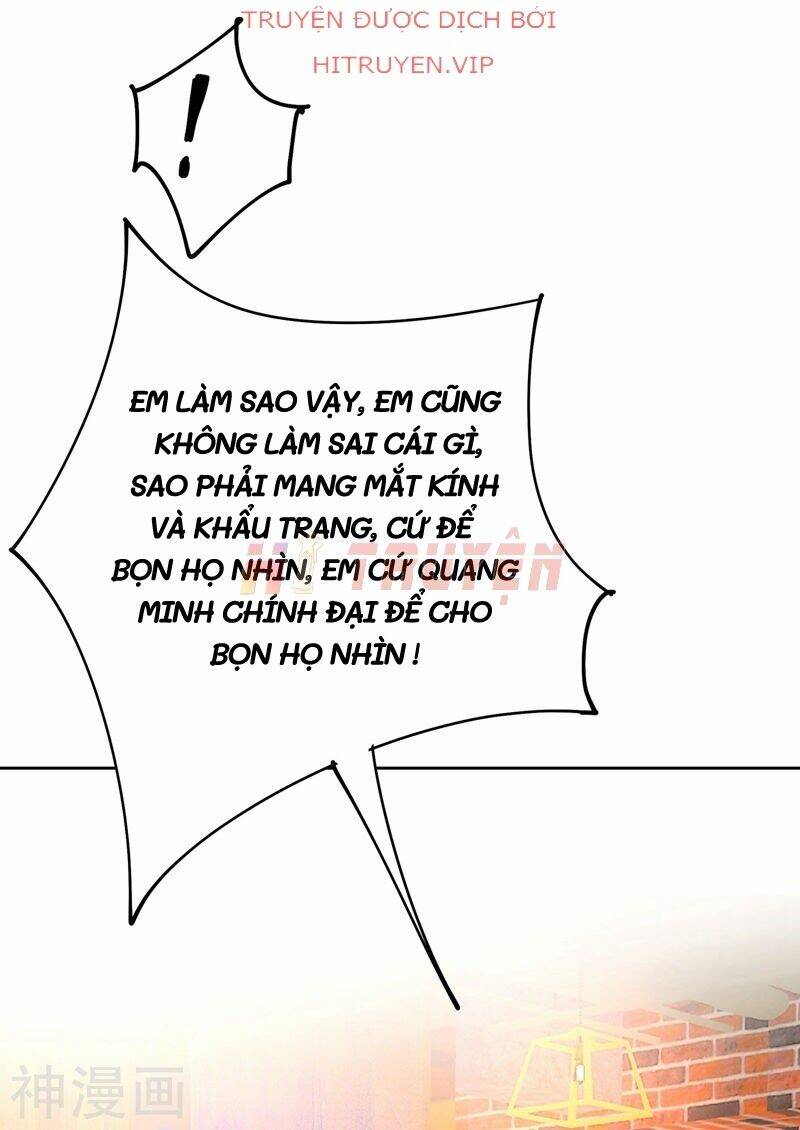 TRUYỆN ĐƯỢC DỊCH BỞI
HITRUYEN.VIP
!
EM LÀM SAO VẬY, EM CŨNG
KHÔNG LÀM SAI CÁI GÌ,
SAO PHẢI MANG MẮT KÍNH
VÀ KHẨU TRANG, CỨ ĐỂ
BỌN HỌ NHÌN, EM CỨ QUANG
MINH CHÍNH ĐẠI ĐỂ CHO
BỌN HỌ NHÌN !
HI TRUYỆN
神漫画